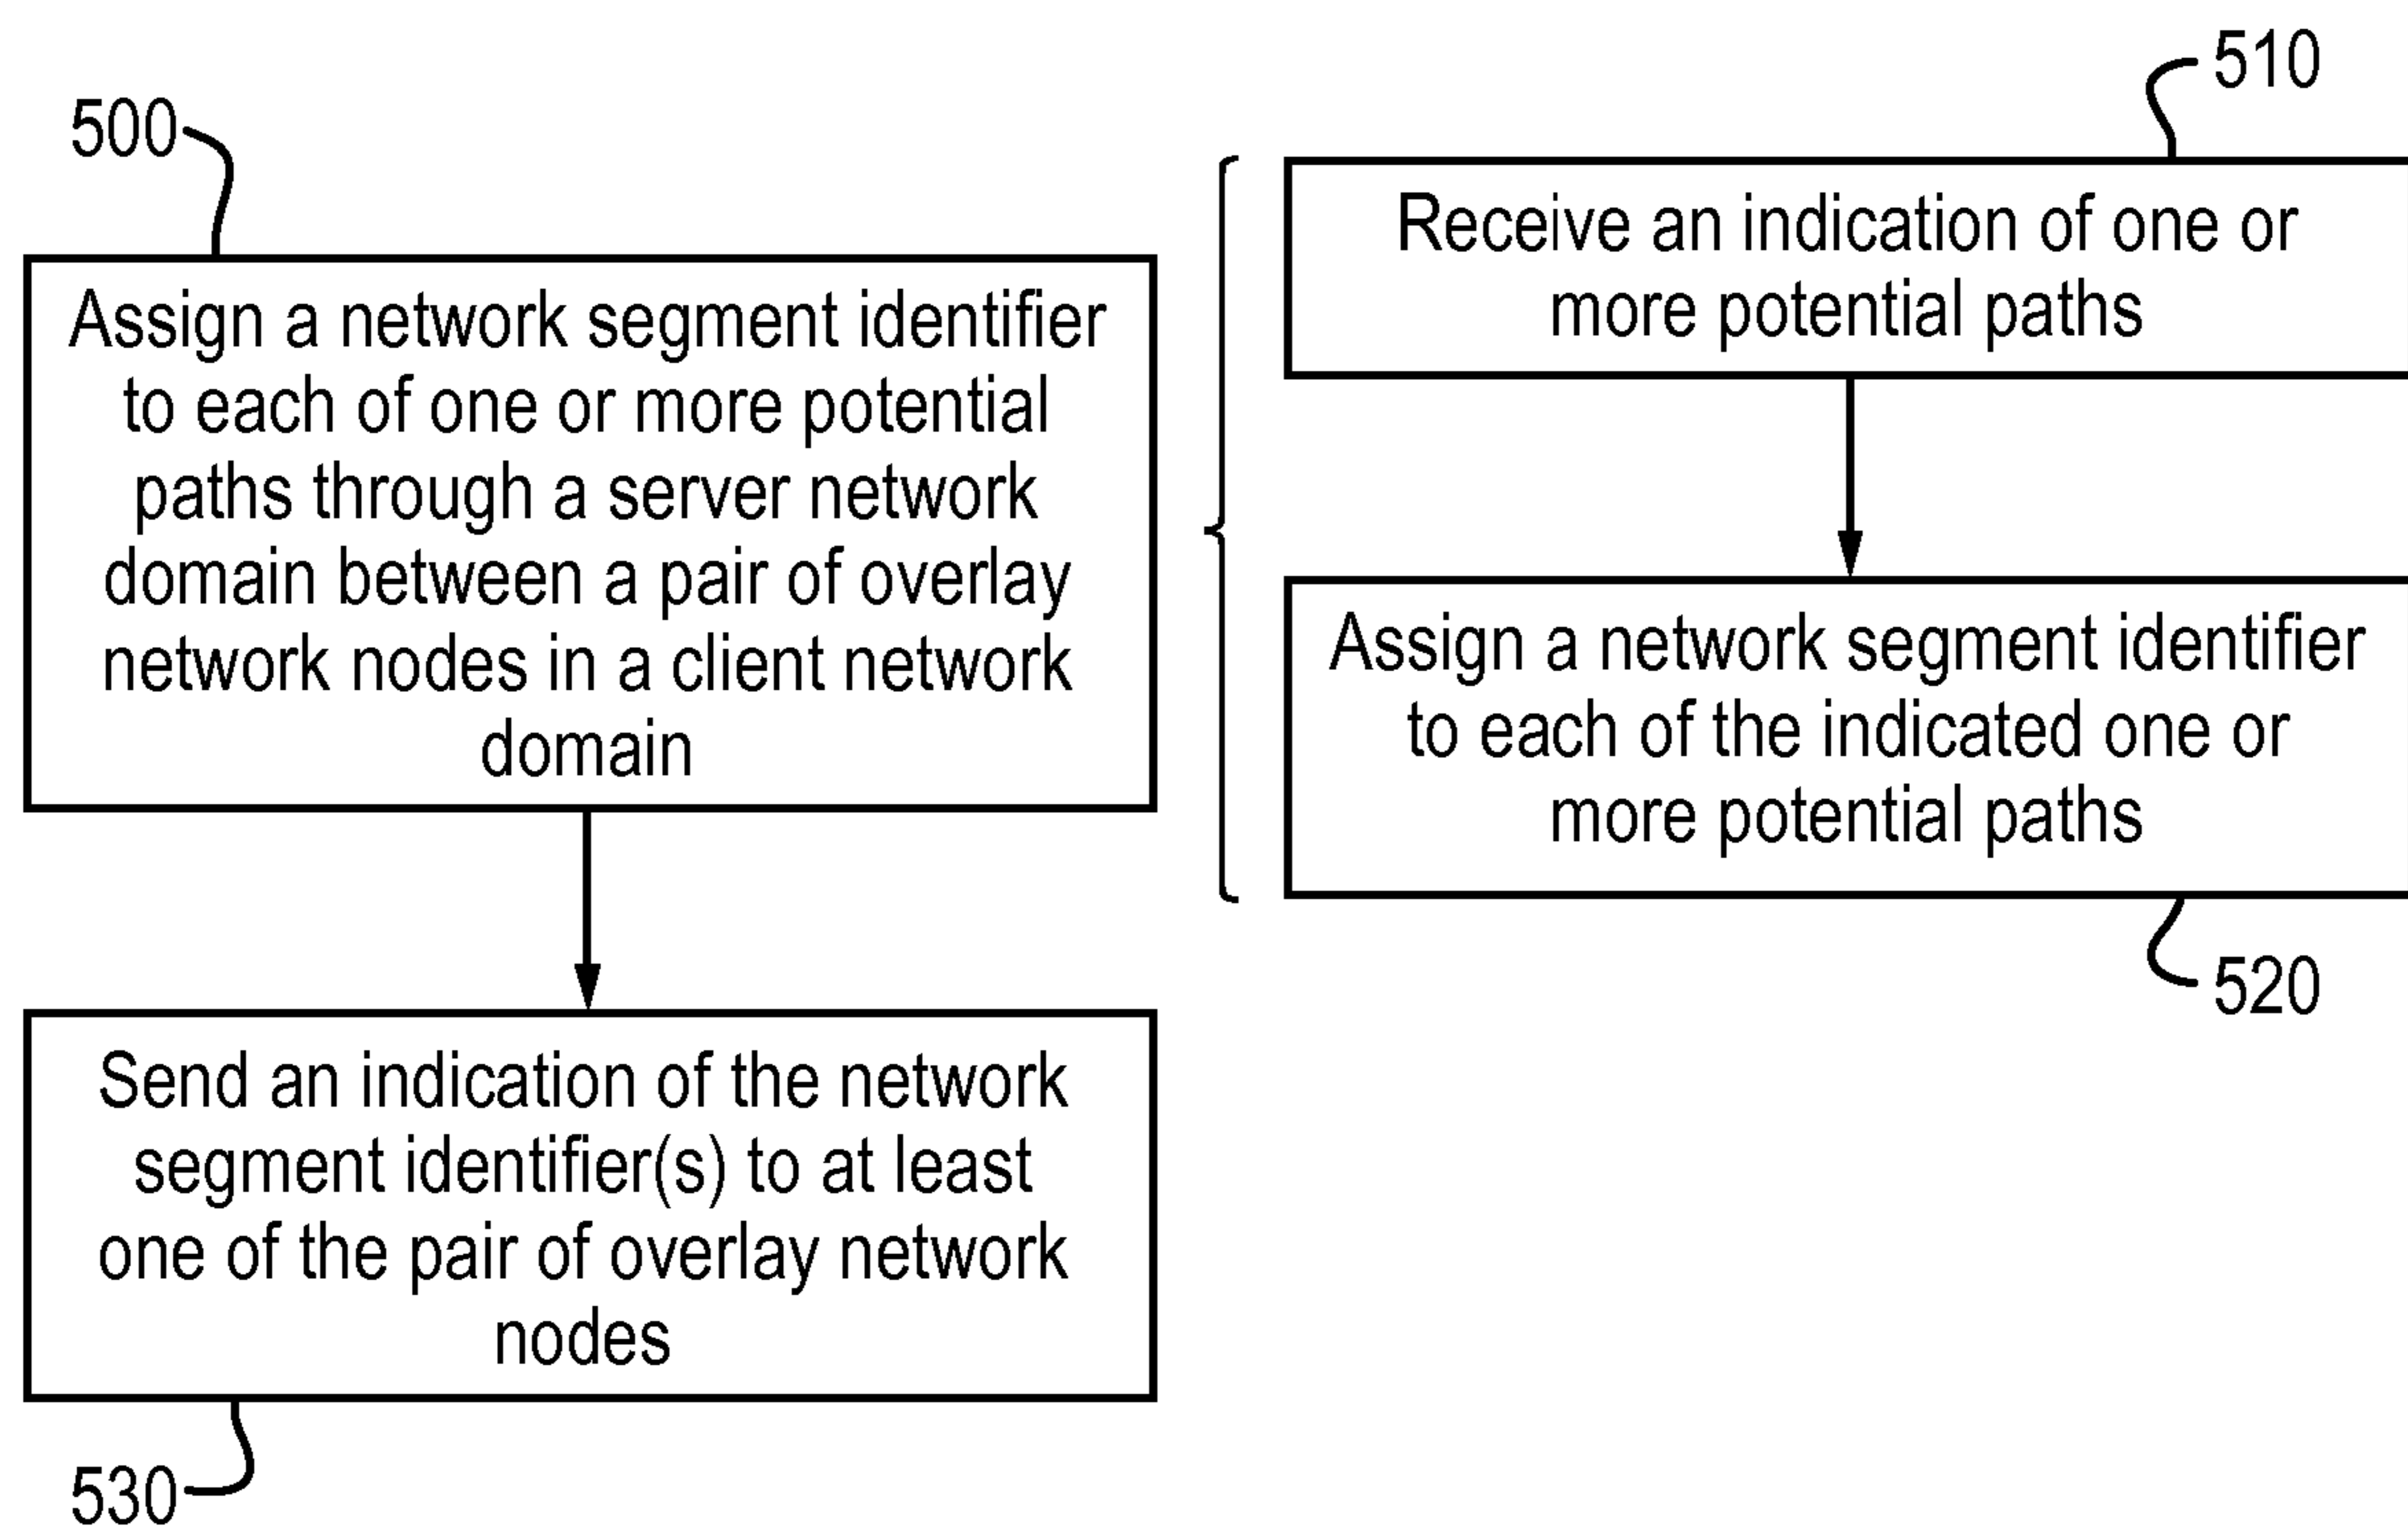 500
Assign a network segment identifier
to each of one or more potential
paths through a server network
domain between a pair of overlay
network nodes in a client network
domain
510
Receive an indication of one or
more potential paths
Assign a network segment identifier
to each of the indicated one or
more potential paths
520
Send an indication of the network
segment identifier(s) to at least
one of the pair of overlay network
nodes
530